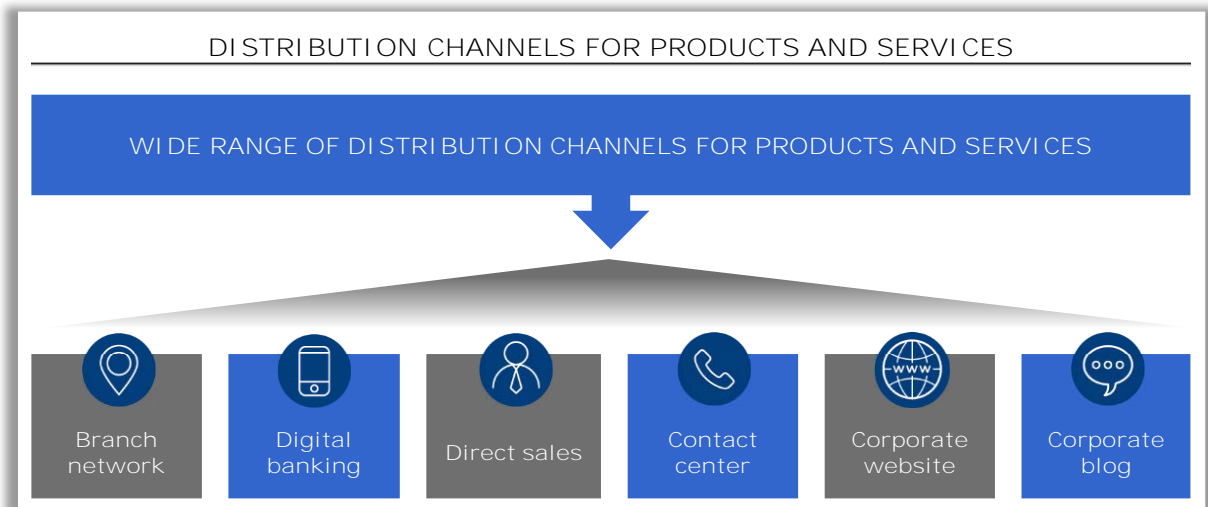 DISTRIBUTION CHANNELS FOR PRODUCTS AND SERVICES
WIDE RANGE OF DISTRIBUTION CHANNELS FOR PRODUCTS AND SERVICES
Branch
network
Digital
banking
Direct sales
Contact
center
www
Corporate
website
Corporate
blog